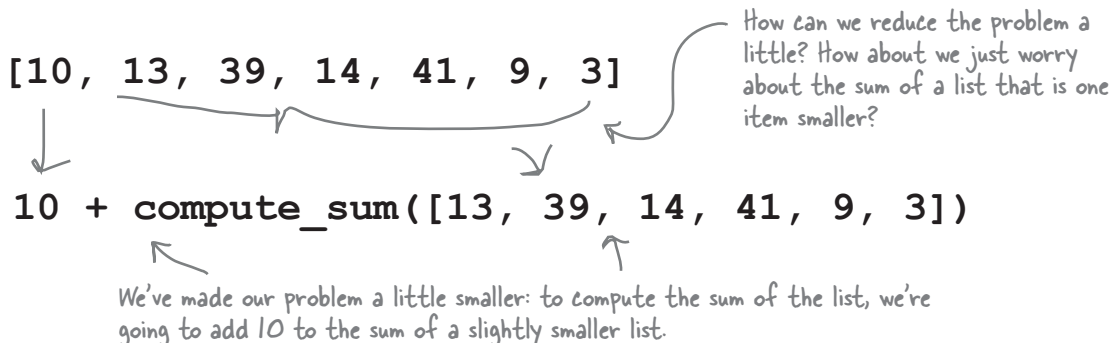 How can we reduce the problem a
little? How about we just worry
about the sum of a list that is one
item smaller?
[10, 13, 39, 14, 41, 9, 3]
10 + compute_sum([13, 39, 14, 41, 9, 3])
We've made our problem a little smaller: to compute the sum of the list, we're
going to add 10 to the sum of a slightly smaller list.